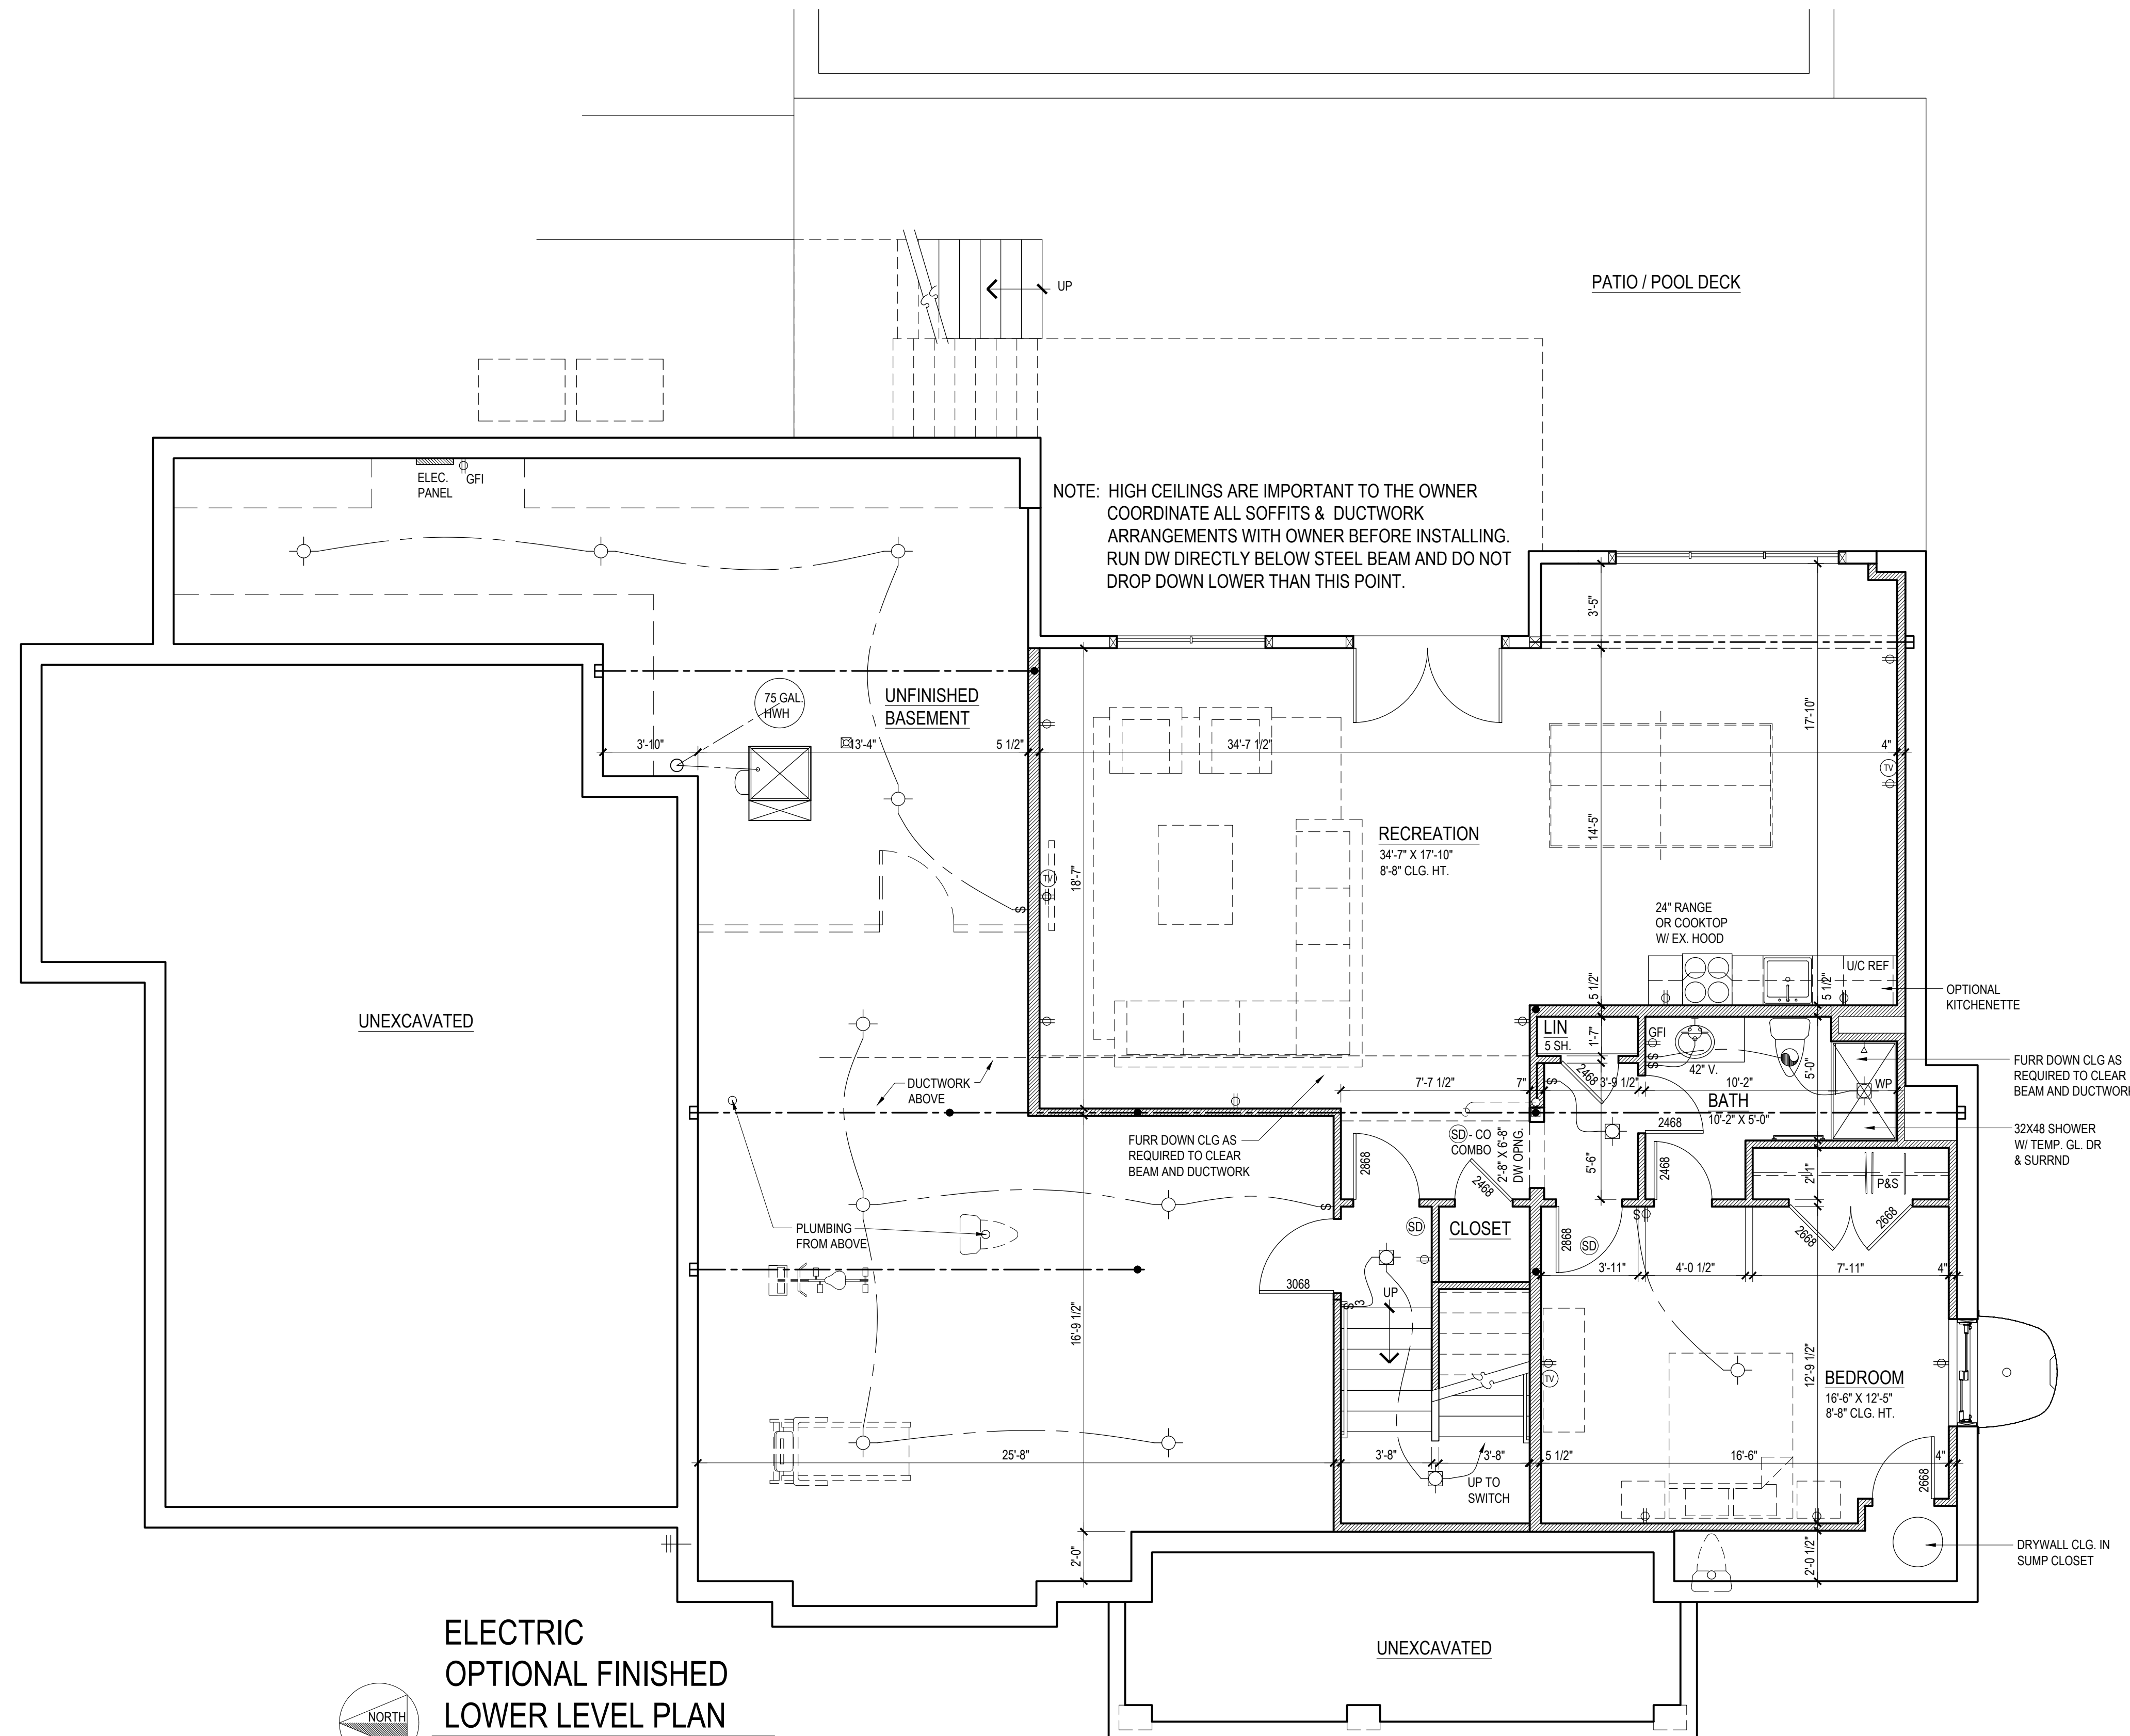 UP
PATIO / POOL DECK
ELEC.
PANEL
GFI
NOTE: HIGH CEILINGS ARE IMPORTANT TO THE OWNER
COORDINATE ALL SOFFITS & DUCTWORK
ARRANGEMENTS WITH OWNER BEFORE INSTALLING.
RUN DW DIRECTLY BELOW STEEL BEAM AND DO NOT
DROP DOWN LOWER THAN THIS POINT.
3'-5"
17'-10"
75 GAL.
HWH
UNFINISHED
BASEMENT
3'-10"
13'-4"
5 1/2"
34'-7 1/2"
4"
TV
14'-5"
RECREATION
34'-7" X 17'-10"
8'-8" CLG. HT.
TV
18'-7"
S
24" RANGE
OR COOKTOP
W/ EX. HOOD
U/C REF
5 1/2"
5 1/2"
OPTIONAL
KITCHENETTE
UNEXCAVATED
LIN
5 SH.
1'-7"
GFI
S
S
42" V.
5'-0"
FURR DOWN CLG AS
REQUIRED TO CLEAR
BEAM AND DUCTWORK
DUCTWORK
ABOVE
7'-7 1/2"
7"
S
2468
3'-9 1/2"
10'-2"
WP
BATH
10'-2" X 5'-0"
2468
32X48 SHOWER
W/ TEMP. GL. DR
& SURRND
FURR DOWN CLG AS
REQUIRED TO CLEAR
BEAM AND DUCTWORK
SD - CO
COMBO
2'-8" X 6'-8"
DW OPNG.
5'-6"
2868
2468
2468
2'-1"
P&S
PLUMBING
FROM ABOVE
S
SD
CLOSET
2868
SD
S
2668
2668
3'-11"
4'-0 1/2"
7'-11"
4"
3068
S
3
UP
16'-9 1/2"
TV
12'-9 1/2"
BEDROOM
16'-6" X 12'-5"
8'-8" CLG. HT.
25'-8"
3'-8"
3'-8"
5 1/2"
16'-6"
4"
2668
UP TO
SWITCH
2'-0"
2'-0 1/2"
DRYWALL CLG. IN
SUMP CLOSET
UNEXCAVATED
ELECTRIC
OPTIONAL FINISHED
LOWER LEVEL PLAN
NORTH